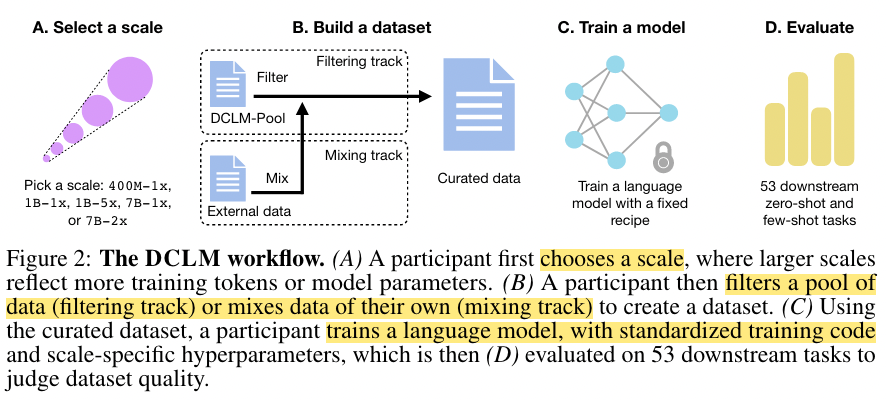 A. Select a scale
B. Build a dataset
C. Train a model
D. Evaluate
Pick a scale: 400M-1x,
1B-1x, 1B-5x, 7B-1x,
or 7B-2x
Filtering track
Filter
DCLM-Pool
Mixing track
Mix
External data
Curated data
Train a language
model with a fixed
recipe
53 downstream
zero-shot and
few-shot tasks
Figure 2: The DCLM workflow. (A) A participant first chooses a scale, where larger scales
reflect more training tokens or model parameters. (B) A participant then filters a pool of
data (filtering track) or mixes data of their own (mixing track) to create a dataset. (C) Using
the curated dataset, a participant trains a language model, with standardized training code
and scale-specific hyperparameters, which is then (D) evaluated on 53 downstream tasks to
judge dataset quality.